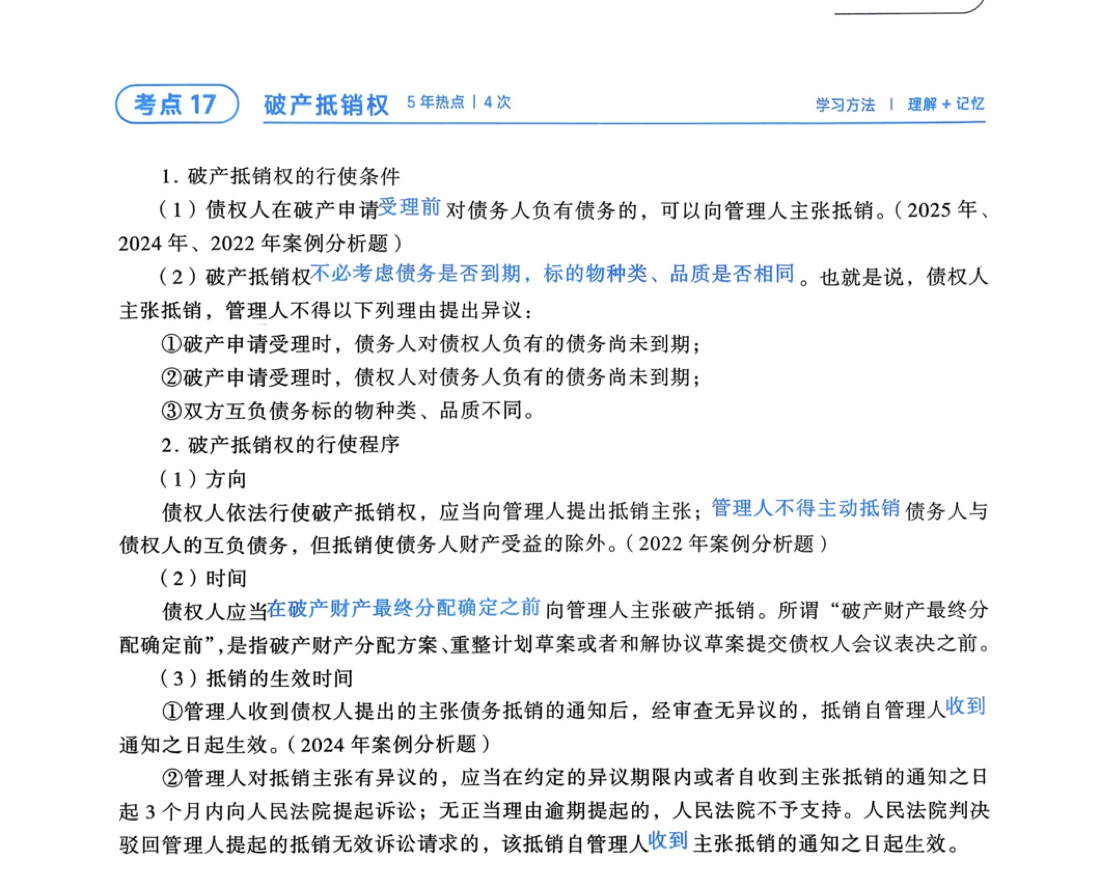 考点 17 破产抵销权 5 年热点 | 4 次 学习方法 | 理解 + 记忆
1. 破产抵销权的行使条件
（1）债权人在破产申请受理前对债务人负有债务的，可以向管理人主张抵销。（2025 年、
2024 年、2022 年案例分析题）
（2）破产抵销权不必考虑债务是否到期，标的物种类、品质是否相同。也就是说，债权人
主张抵销，管理人不得以下列理由提出异议：
①破产申请受理时，债务人对债权人负有的债务尚未到期；
②破产申请受理时，债权人对债务人负有的债务尚未到期；
③双方互负债务标的物种类、品质不同。
2. 破产抵销权的行使程序
（1）方向
债权人依法行使破产抵销权，应当向管理人提出抵销主张；管理人不得主动抵销债务人与
债权人的互负债务，但抵销使债务人财产受益的除外。（2022 年案例分析题）
（2）时间
债权人应当在破产财产最终分配确定之前向管理人主张破产抵销。所谓“破产财产最终分
配确定前”，是指破产财产分配方案、重整计划草案或者和解协议草案提交债权人会议表决之前。
（3）抵销的生效时间
①管理人收到债权人提出的主张债务抵销的通知后，经审查无异议的，抵销自管理人收到
通知之日起生效。（2024 年案例分析题）
②管理人对抵销主张有异议的，应当在约定的异议期限内或者自收到主张抵销的通知之日
起 3 个月内向人民法院提起诉讼；无正当理由逾期提起的，人民法院不予支持。人民法院判决
驳回管理人提起的抵销无效诉讼请求的，该抵销自管理人收到主张抵销的通知之日起生效。